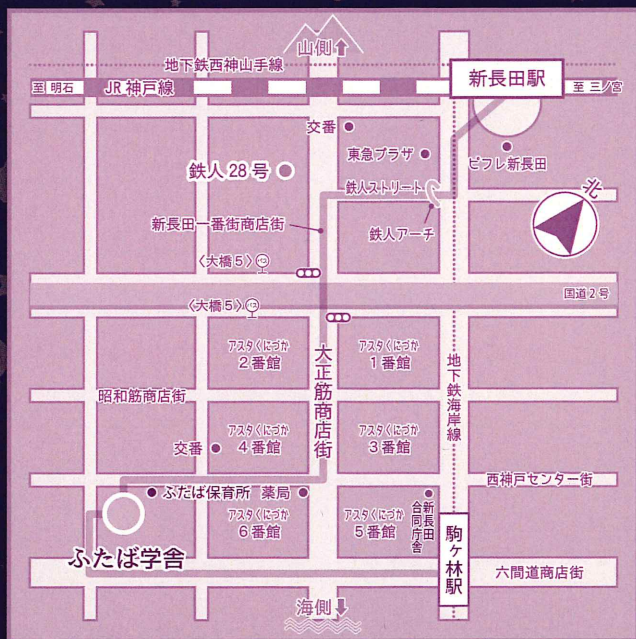 山側
地下鉄西神山手線
至 明石
JR 神戸線
新長田駅
至 三ノ宮
交番
東急プラザ
ピフレ新長田
鉄人28号
鉄人ストリート
北
新長田一番街商店街
鉄人アーチ
〈大橋5〉
バス
国道2号
〈大橋5〉
バス
アスタくにづか
2番館
大正筋商店街
アスタくにづか
1番館
地下鉄海岸線
昭和筋商店街
アスタくにづか
4番館
アスタくにづか
3番館
交番
西神戸センター街
ふたば保育所
薬局
アスタくにづか
6番館
アスタくにづか
5番館
新長田
合同庁舎
ふたば学舎
駒ヶ林駅
六間道商店街
海側